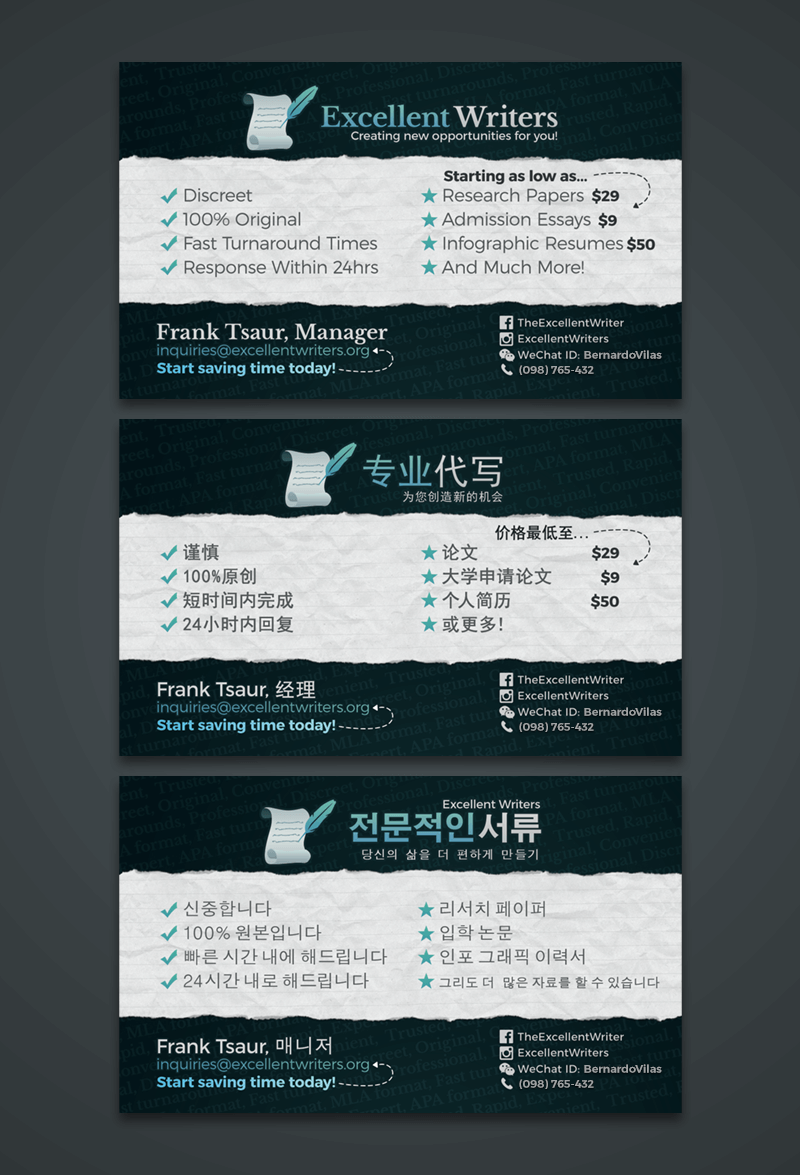 Excellent Writers
Creating new opportunities for you!
Starting as low as...
Discreet
100% Original
Fast Turnaround Times
Response Within 24hrs
Research Papers $29
Admission Essays $9
Infographic Resumes $50
And Much More!
Frank Tsaur, Manager
inquiries@excellentwriters.org
Start saving time today!
TheExcellentWriter
ExcellentWriters
WeChat ID: BernardoVilas
(098) 765-432
专业代写
为您创造新的机会
价格最低至...
谨慎
100%原创
短时间内完成
24小时内回复
论文 $29
大学申请论文 $9
个人简历 $50
或更多!
Frank Tsaur, 经理
inquiries@excellentwriters.org
Start saving time today!
TheExcellentWriter
ExcellentWriters
WeChat ID: BernardoVilas
(098) 765-432
Excellent Writers
전문적인서류
당신의 삶을 더 편하게 만들기
신중합니다
100% 원본입니다
빠른 시간 내에 해드립니다
24시간 내로 해드립니다
리서치 페이퍼
입학 논문
인포 그래픽 이력서
그리도 더 많은 자료를 할 수 있습니다
Frank Tsaur, 매니저
inquiries@excellentwriters.org
Start saving time today!
TheExcellentWriter
ExcellentWriters
WeChat ID: BernardoVilas
(098) 765-432